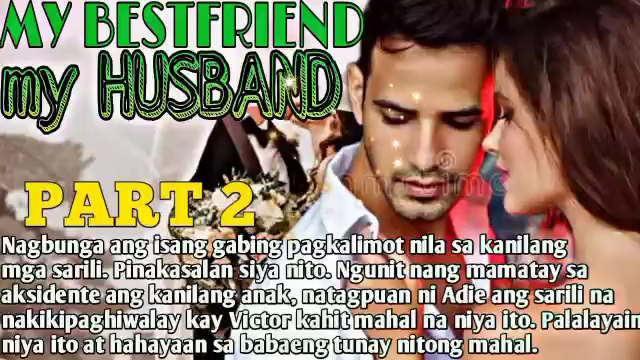 MY BESTFRIEND
my HUSBAND
PART 2
Nagbunga ang isang gabing pagkalimot nila sa kanilang
mga sarili. Pinakasalan siya nito. Ngunit nang mamatay sa
aksidente ang kanilang anak, natagpuan ni Adie ang sarili na
nakikipaghiwalay kay Victor kahit mahal na niya ito. Palalayain
niya ito at hahayaan sa babaeng tunay nitong mahal.